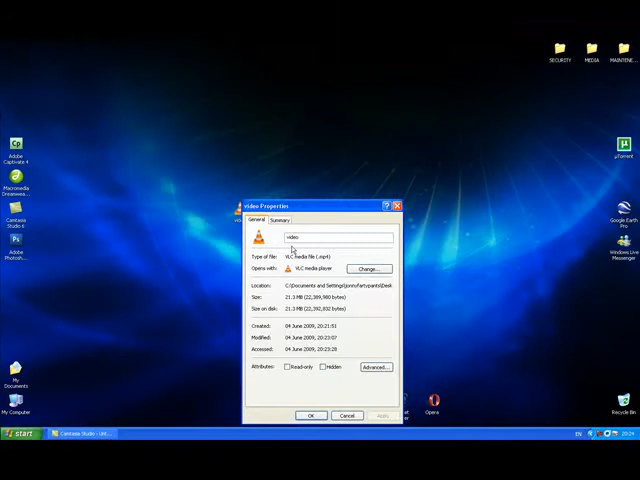 SECURITY
MEDIA
MAINTENE...
Adobe
Captivate 4
Macromedia
Dreamwea...
Camtasia
Studio 6
Adobe
Photosh...
µTorrent
Google Earth
Pro
Windows Live
Messenger
video Properties
General
Summary
video
Type of file: VLC media file (.mp4)
Opens with: VLC media player
Change...
Location: C:\Documents and Settings\jonnyfartypants\Desk
Size: 21.3 MB (22,389,980 bytes)
Size on disk: 21.3 MB (22,392,832 bytes)
Created: 04 June 2009, 20:21:51
Modified: 04 June 2009, 20:23:07
Accessed: 04 June 2009, 20:23:28
Attributes: Read-only Hidden
Advanced...
OK Cancel Apply
My
Documents
My Computer
Opera
Recycle Bin
start
Camtasia Studio - Unt...
EN
20:24